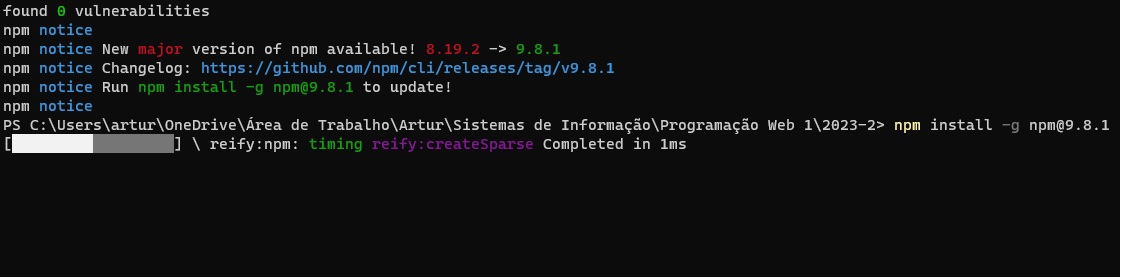 found 0 vulnerabilities
npm notice
npm notice New major version of npm available! 8.19.2 -> 9.8.1
npm notice Changelog: https://github.com/npm/cli/releases/tag/v9.8.1
npm notice Run npm install -g npm@9.8.1 to update!
npm notice
PS C:\Users\artur\OneDrive\Área de Trabalho\Artur\Sistemas de Informação\Programação Web 1\2023-2> npm install -g npm@9.8.1
[                  ] \ reify:npm: timing reify:createSparse Completed in 1ms